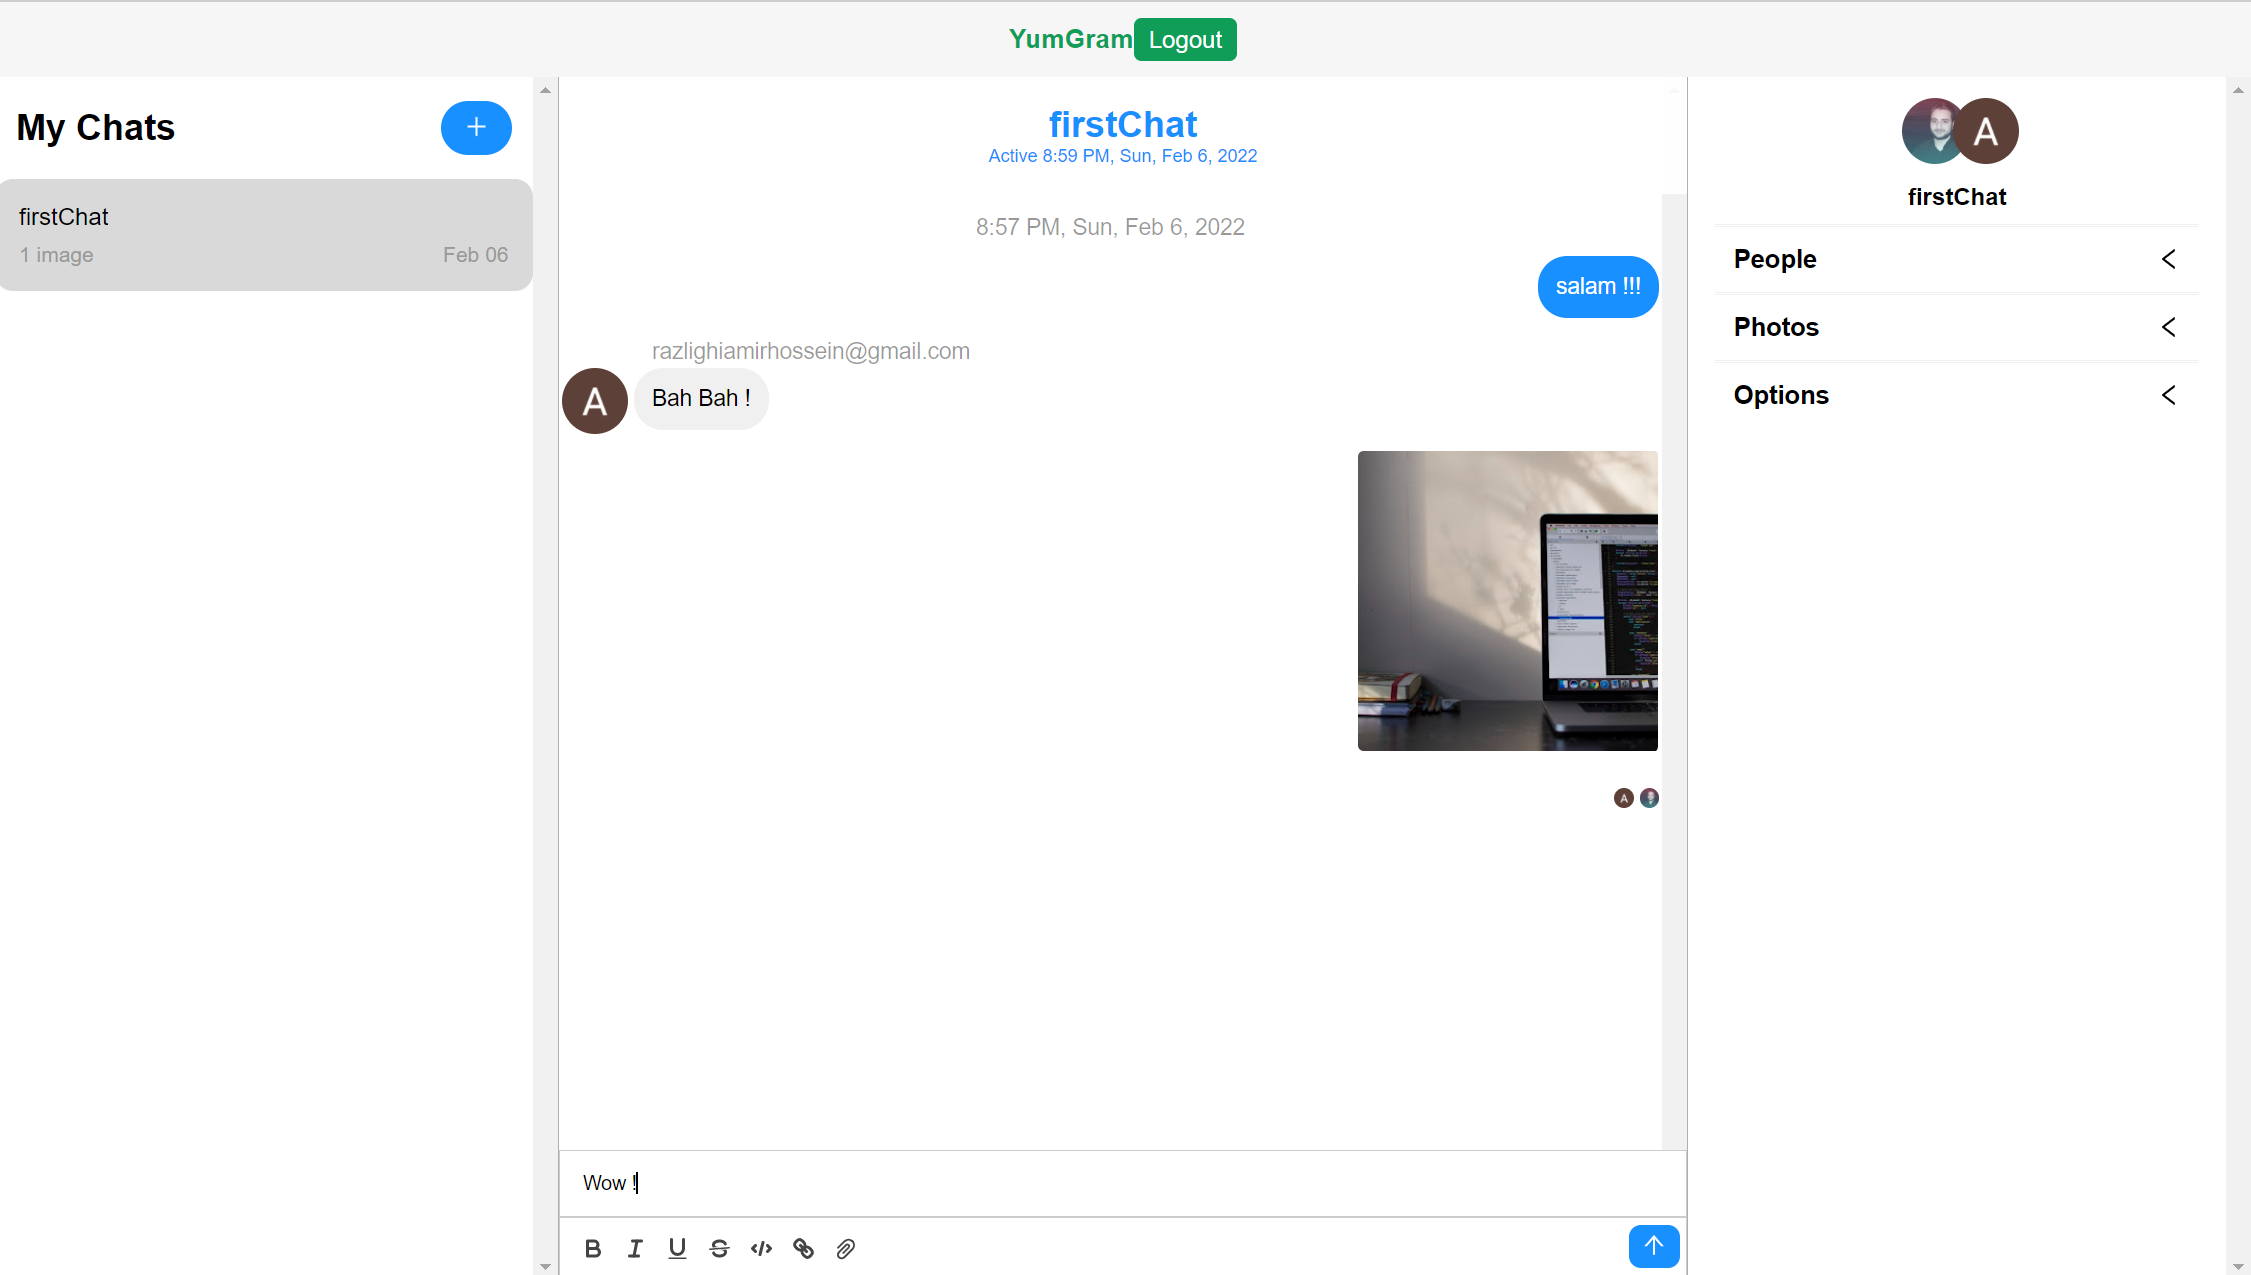 YumGram Logout
My Chats
firstChat
1 image Feb 06
firstChat
Active 8:59 PM, Sun, Feb 6, 2022
8:57 PM, Sun, Feb 6, 2022
salam !!!
razlighiamirhossein@gmail.com
A
Bah Bah !
A
Wow !
B I U S </>
A
firstChat
People
Photos
Options